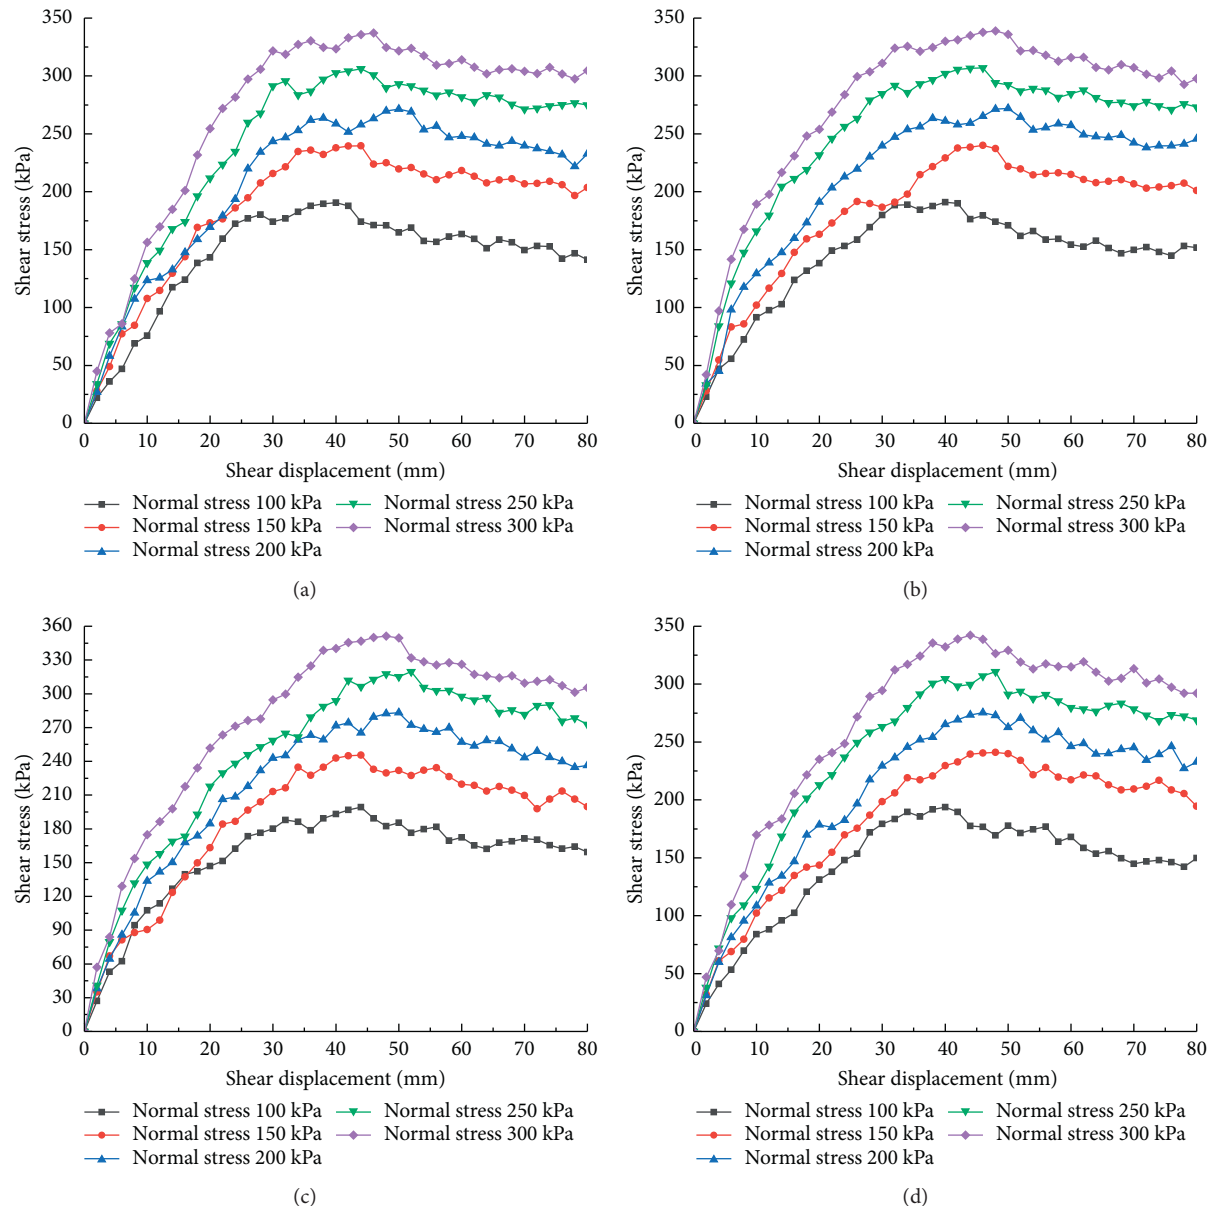 350
300
250
200
150
100
50
0
Shear stress (kPa)
0 10 20 30 40 50 60 70 80
Shear displacement (mm)
Normal stress 100 kPa
Normal stress 150 kPa
Normal stress 200 kPa
Normal stress 250 kPa
Normal stress 300 kPa
(a)
350
300
250
200
150
100
50
0
Shear stress (kPa)
0 10 20 30 40 50 60 70 80
Shear displacement (mm)
Normal stress 100 kPa
Normal stress 150 kPa
Normal stress 200 kPa
Normal stress 250 kPa
Normal stress 300 kPa
(b)
360
330
300
270
240
210
180
150
120
90
60
30
0
Shear stress (kPa)
0 10 20 30 40 50 60 70 80
Shear displacement (mm)
Normal stress 100 kPa
Normal stress 150 kPa
Normal stress 200 kPa
Normal stress 250 kPa
Normal stress 300 kPa
(c)
350
300
250
200
150
100
50
0
Shear stress (kPa)
0 10 20 30 40 50 60 70 80
Shear displacement (mm)
Normal stress 100 kPa
Normal stress 150 kPa
Normal stress 200 kPa
Normal stress 250 kPa
Normal stress 300 kPa
(d)